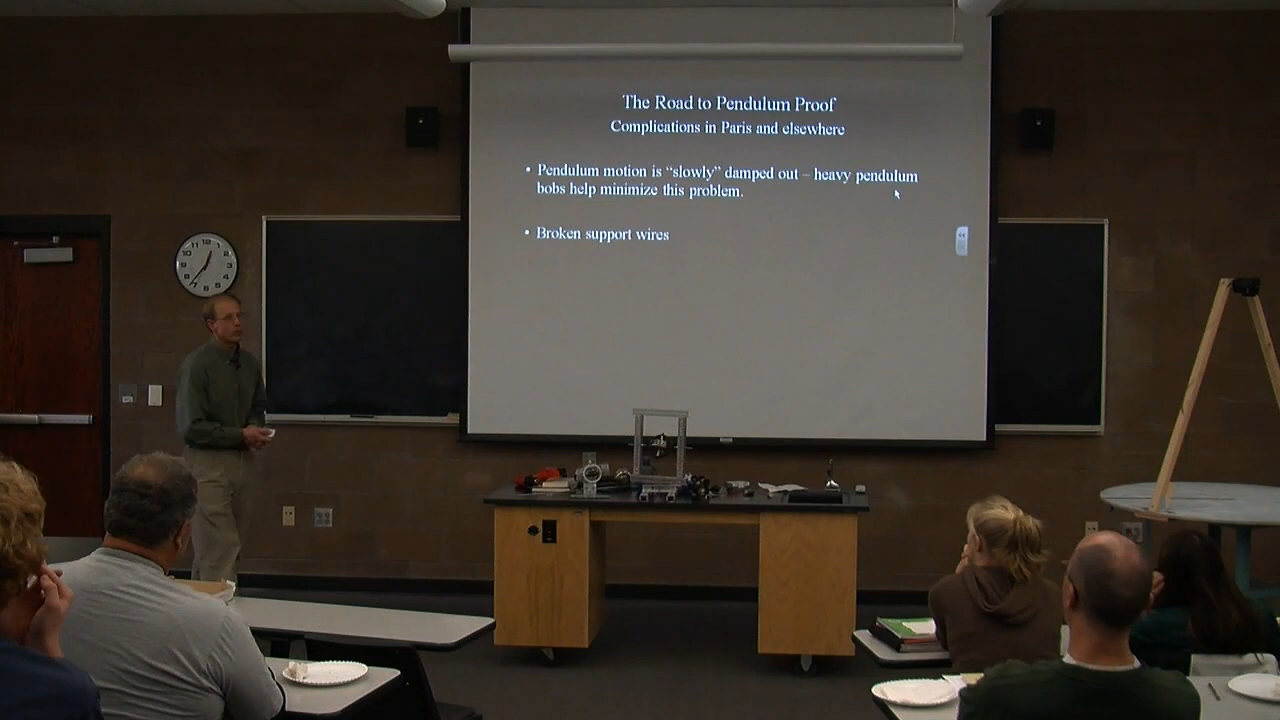 The Road to Pendulum Proof
Complications in Paris and elsewhere
• Pendulum motion is “slowly” damped out – heavy pendulum
bobs help minimize this problem.
• Broken support wires